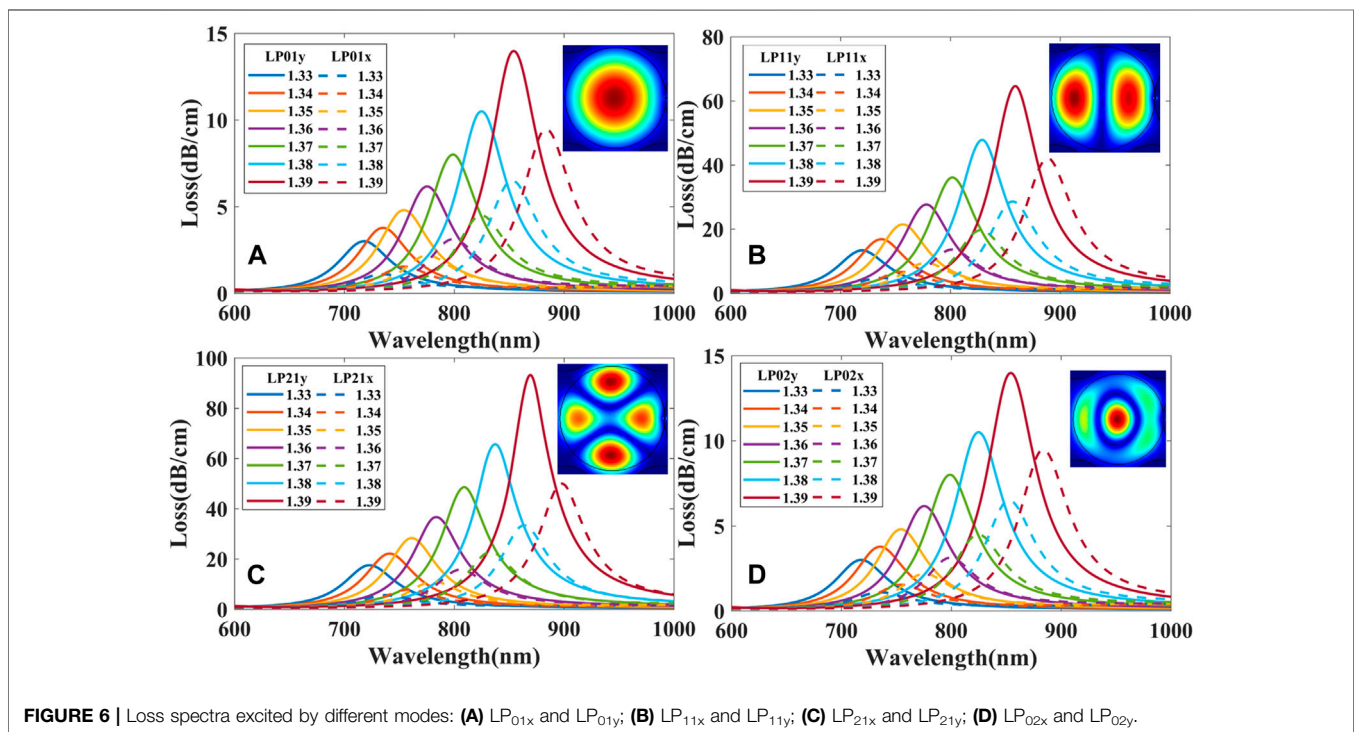 15
10
5
0
Loss(dB/cm)
LP01y LP01x
1.33 1.33
1.34 1.34
1.35 1.35
1.36 1.36
1.37 1.37
1.38 1.38
1.39 1.39
A
600 700 800 900 1000
Wavelength(nm)
80
60
40
20
0
Loss(dB/cm)
LP11y LP11x
1.33 1.33
1.34 1.34
1.35 1.35
1.36 1.36
1.37 1.37
1.38 1.38
1.39 1.39
B
600 700 800 900 1000
Wavelength(nm)
100
80
60
40
20
0
Loss(dB/cm)
LP21y LP21x
1.33 1.33
1.34 1.34
1.35 1.35
1.36 1.36
1.37 1.37
1.38 1.38
1.39 1.39
C
600 700 800 900 1000
Wavelength(nm)
15
10
5
0
Loss(dB/cm)
LP02y LP02x
1.33 1.33
1.34 1.34
1.35 1.35
1.36 1.36
1.37 1.37
1.38 1.38
1.39 1.39
D
600 700 800 900 1000
Wavelength(nm)
FIGURE 6 | Loss spectra excited by different modes: (A) LP01x and LP01y; (B) LP11x and LP11y; (C) LP21x and LP21y; (D) LP02x and LP02y.